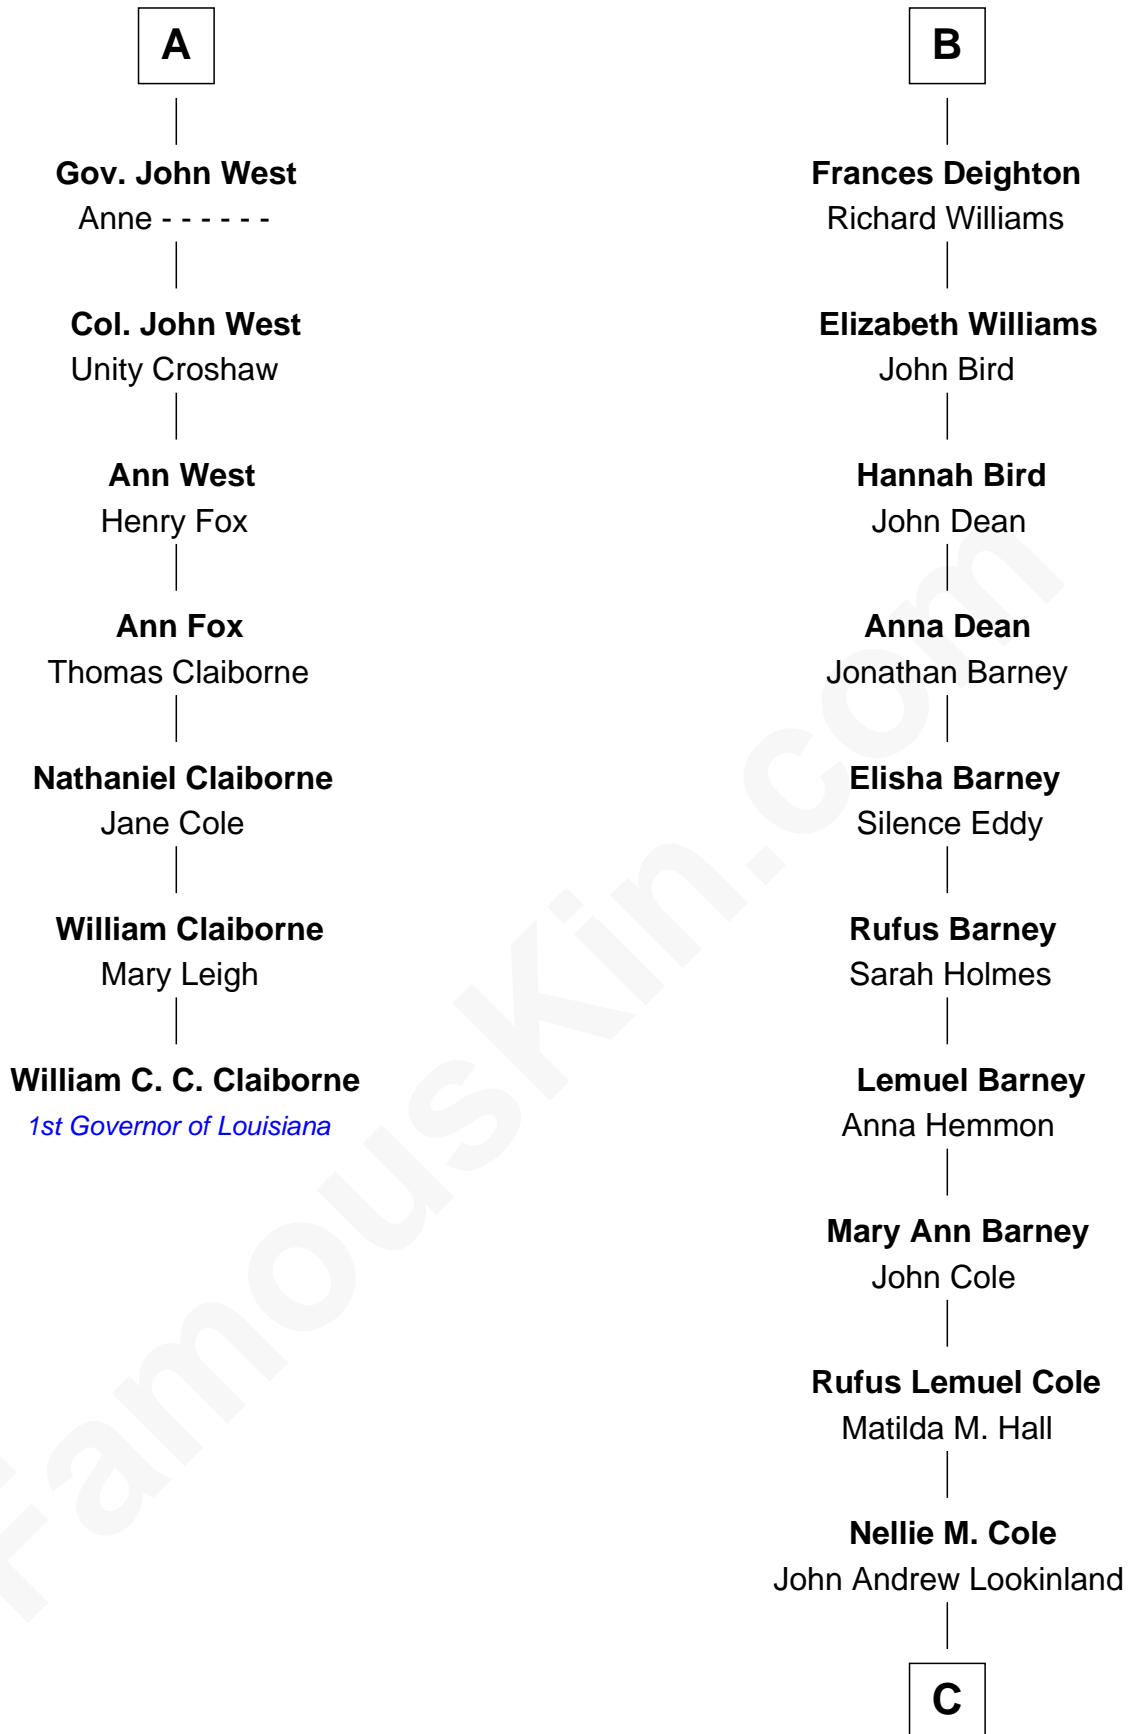 A
Gov. John West
Anne - - - - - -
Col. John West
Unity Croshaw
Ann West
Henry Fox
Ann Fox
Thomas Claiborne
Nathaniel Claiborne
Jane Cole
William Claiborne
Mary Leigh
William C. C. Claiborne
1st Governor of Louisiana
B
Frances Deighton
Richard Williams
Elizabeth Williams
John Bird
Hannah Bird
John Dean
Anna Dean
Jonathan Barney
Elisha Barney
Silence Eddy
Rufus Barney
Sarah Holmes
Lemuel Barney
Anna Hemmon
Mary Ann Barney
John Cole
Rufus Lemuel Cole
Matilda M. Hall
Nellie M. Cole
John Andrew Lookinland
C
FamousKin.com